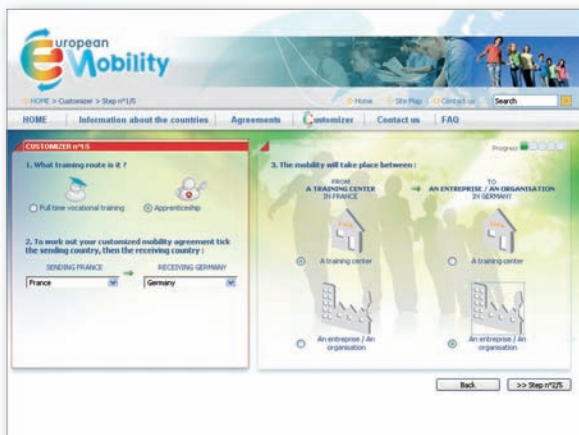 European
Mobility
HOME > Customizer > Step n°1/5
Home
Site Map
Contact us
Search
HOME
Information about the countries
Agreements
Customizer
Contact us
FAQ
CUSTOMIZER n°1/5
Progress
1. What training route is it ?
Full time vocational training
Apprenticeship
2. To work out your customized mobility agreement tick
the sending country, then the receiving country :
SENDING FRANCE
RECEIVING GERMANY
France
Germany
3. The mobility will take place between :
FROM
A TRAINING CENTER
IN FRANCE
TO
AN ENTREPRISE / AN ORGANISATION
IN GERMANY
A training center
A training center
An entreprise / An
organisation
An entreprise / An
organisation
Back
>> Step n°2/5